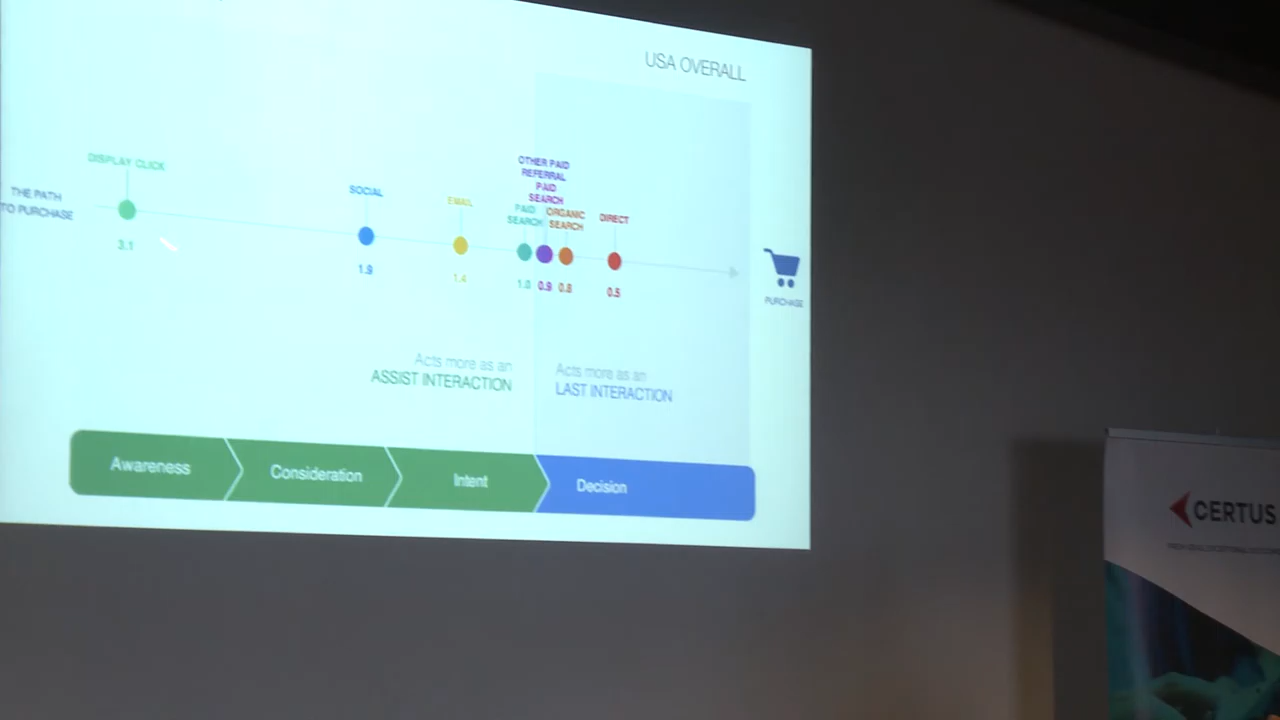 USA OVERALL
DISPLAY CLICK
THE PATH
TO PURCHASE
3.1
SOCIAL
1.9
EMAIL
1.4
PAID
SEARCH
1.0
OTHER PAID
REFERRAL
PAID
SEARCH
0.9
ORGANIC
SEARCH
0.8
DIRECT
0.5
PURCHASE
Acts more as an
ASSIST INTERACTION
Acts more as an
LAST INTERACTION
Awareness
Consideration
Intent
Decision
CERTUS